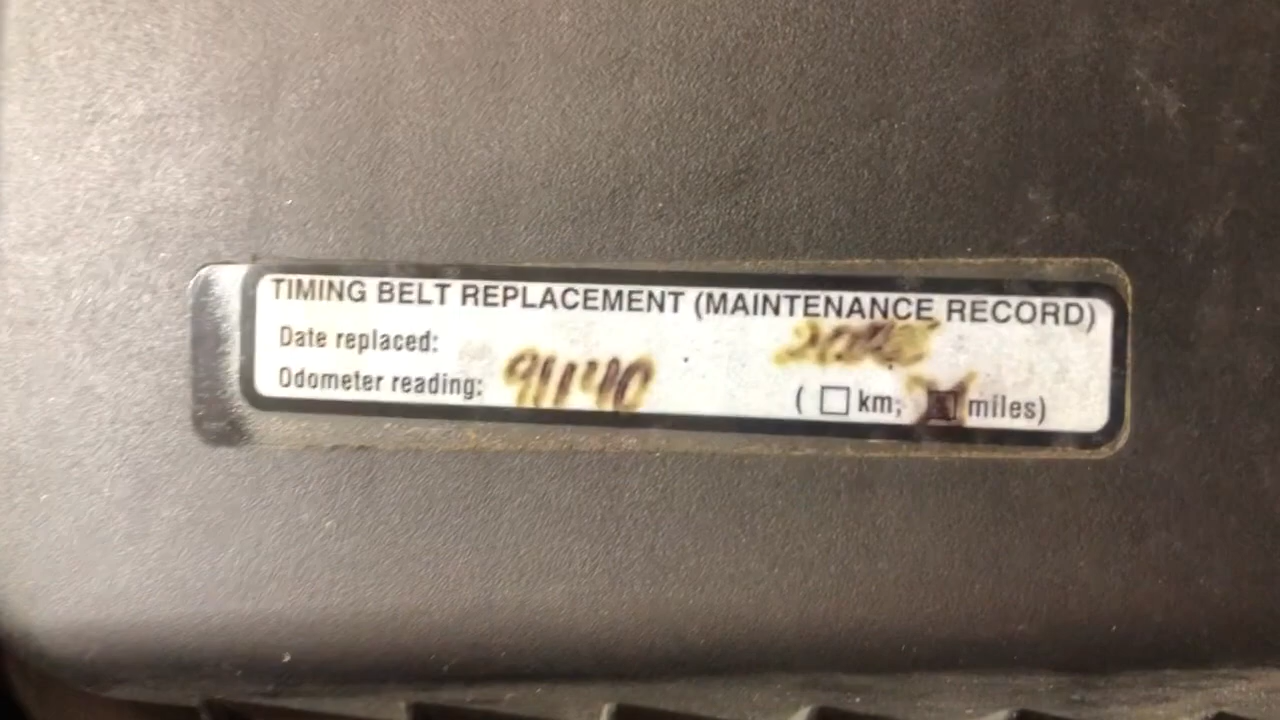 TIMING BELT REPLACEMENT (MAINTENANCE RECORD)
Date replaced:
Odometer reading: 91140 ( km; miles)